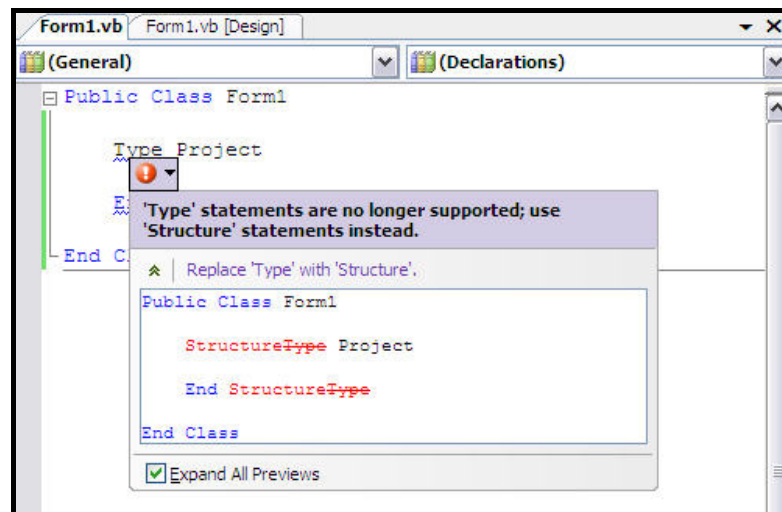 Form1.vb Form1.vb [Design]
(General) (Declarations)
Public Class Form1
Type Project
E
'Type' statements are no longer supported; use
'Structure' statements instead.
End C
Replace 'Type' with 'Structure'.
Public Class Form1
StructureType Project
End StructureType
End Class
Expand All Previews